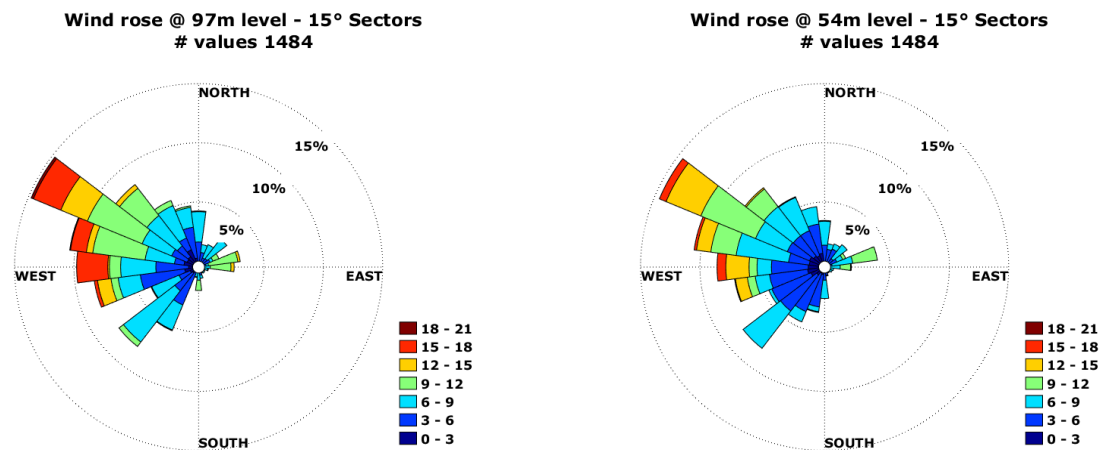 Wind rose @ 97m level - 15° Sectors
# values 1484
NORTH
15%
10%
5%
WEST
EAST
SOUTH
18 - 21
15 - 18
12 - 15
9 - 12
6 - 9
3 - 6
0 - 3
Wind rose @ 54m level - 15° Sectors
# values 1484
NORTH
15%
10%
5%
WEST
EAST
SOUTH
18 - 21
15 - 18
12 - 15
9 - 12
6 - 9
3 - 6
0 - 3